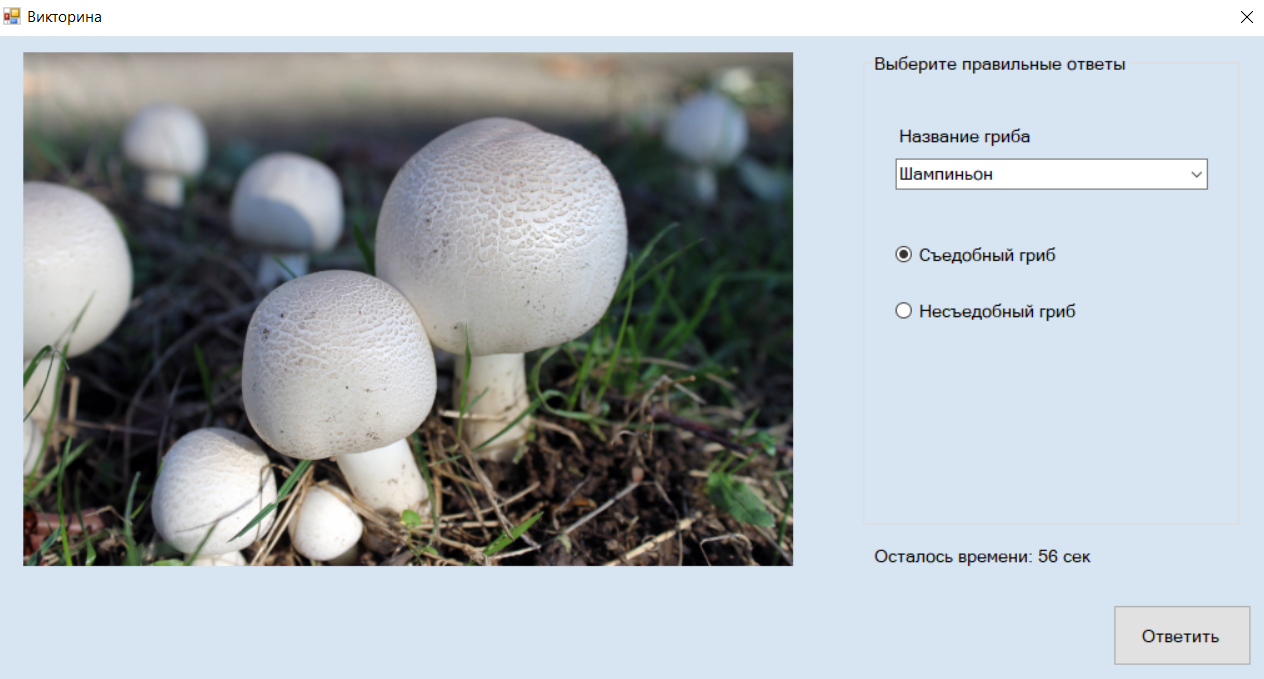 Викторина
Выберите правильные ответы
Название гриба
Шампиньон
Съедобный гриб
Несъедобный гриб
Осталось времени: 56 сек
Ответить